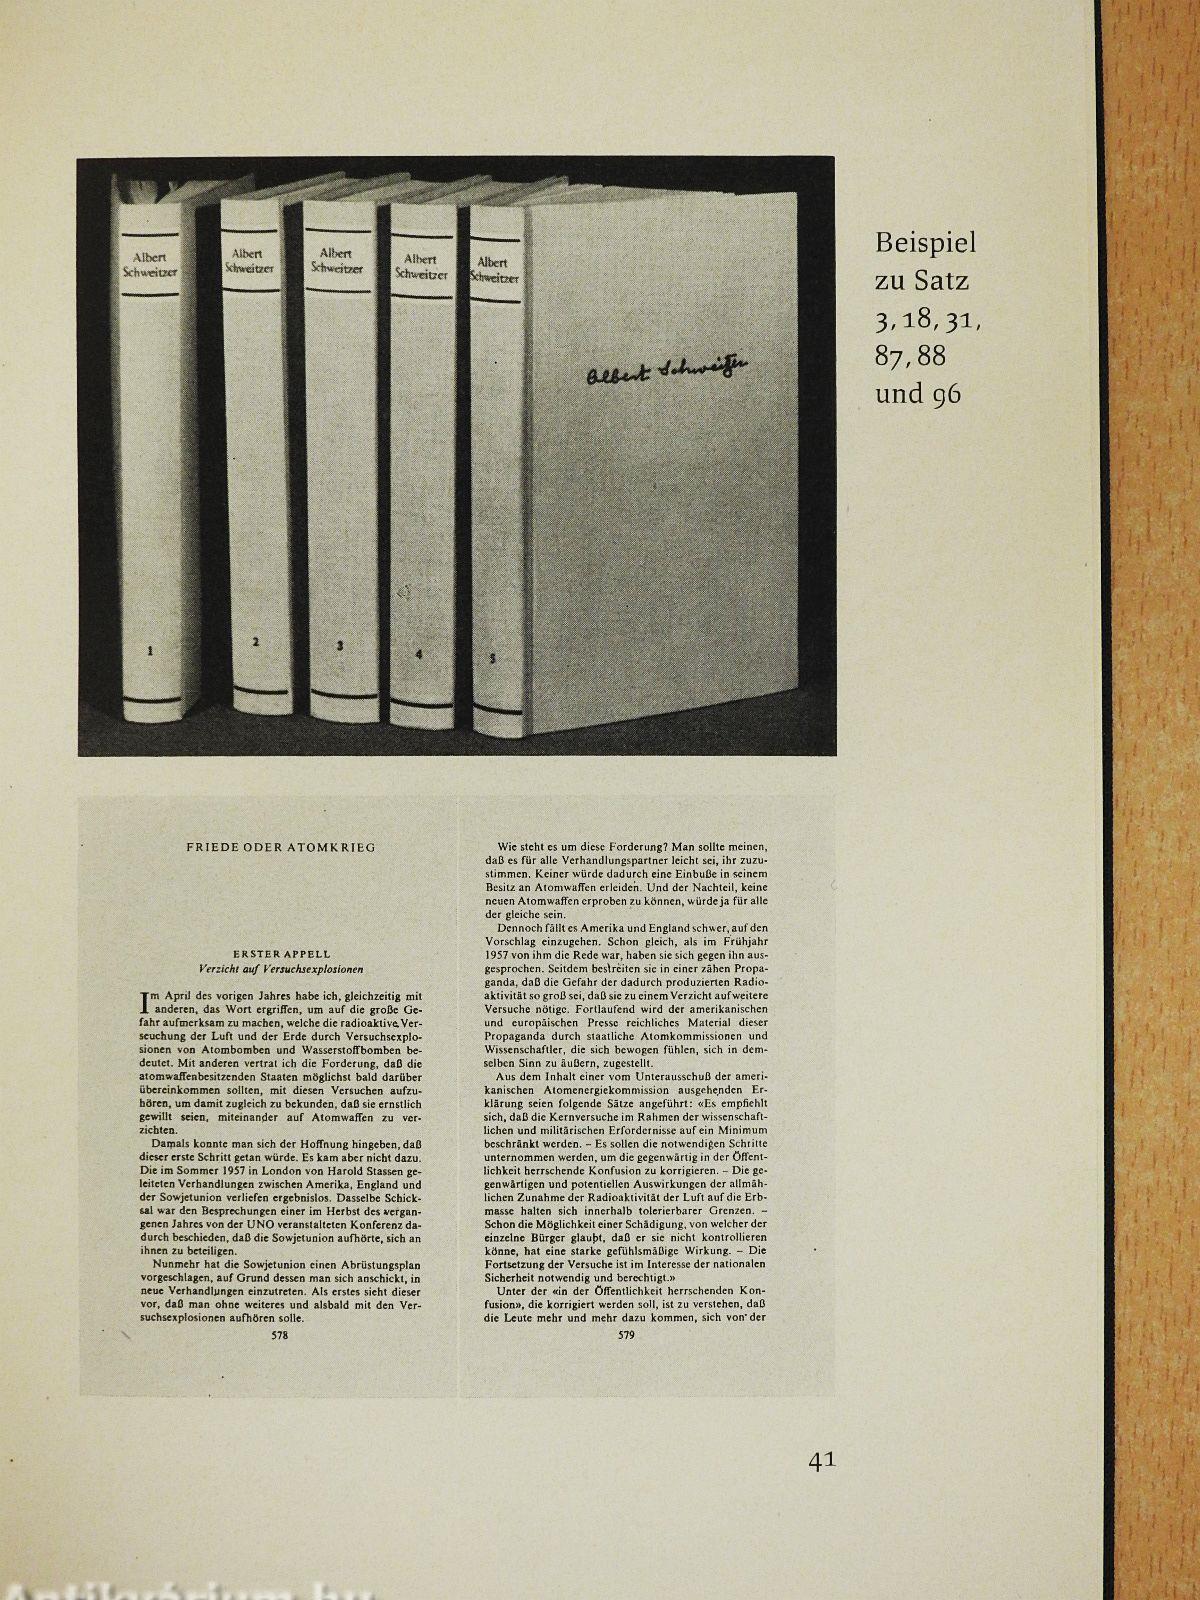 Albert
Schweitzer
1
Albert
Schweitzer
2
Albert
Schweitzer
3
Albert
Schweitzer
4
Albert
Schweitzer
5
Albert Schweitzer
Beispiel
zu Satz
3, 18, 31,
87, 88
und 96
FRIEDE ODER ATOMKRIEG
ERSTER APPELL
Verzicht auf Versuchsexplosionen
Im April des vorigen Jahres habe ich, gleichzeitig mit
anderen, das Wort ergriffen, um auf die große Ge-
fahr aufmerksam zu machen, welche die radioaktive Ver-
seuchung der Luft und der Erde durch Versuchsexplo-
sionen von Atombomben und Wasserstoffbomben be-
deutet. Mit anderen vertrat ich die Forderung, daß die
atomwaffenbesitzenden Staaten möglichst bald darüber
übereinkommen sollten, mit diesen Versuchen aufzu-
hören, um damit zugleich zu bekunden, daß sie ernstlich
gewillt seien, miteinander auf Atomwaffen zu ver-
zichten.
Damals konnte man sich der Hoffnung hingeben, daß
dieser erste Schritt getan würde. Es kam aber nicht dazu.
Die im Sommer 1957 in London von Harold Stassen ge-
leiteten Verhandlungen zwischen Amerika, England und
der Sowjetunion verliefen ergebnislos. Dasselbe Schick-
sal war den Besprechungen einer im Herbst des vergan-
genen Jahres von der UNO veranstalteten Konferenz da-
durch beschieden, daß die Sowjetunion aufhörte, sich an
ihnen zu beteiligen.
Nunmehr hat die Sowjetunion einen Abrüstungsplan
vorgeschlagen, auf Grund dessen man sich anschickt, in
neue Verhandlungen einzutreten. Als erstes sieht dieser
vor, daß man ohne weiteres und alsbald mit den Ver-
suchsexplosionen aufhören solle.
578
Wie steht es um diese Forderung? Man sollte meinen,
daß es für alle Verhandlungspartner leicht sei, ihr zuzu-
stimmen. Keiner würde dadurch eine Einbuße in seinem
Besitz an Atomwaffen erleiden. Und der Nachteil, keine
neuen Atomwaffen erproben zu können, würde ja für alle
der gleiche sein.
Dennoch fällt es Amerika und England schwer, auf den
Vorschlag einzugehen. Schon gleich, als im Frühjahr
1957 von ihm die Rede war, haben sie sich gegen ihn aus-
gesprochen. Seitdem bestreiten sie in einer zähen Propa-
ganda, daß die Gefahr der dadurch produzierten Radio-
aktivität so groß sei, daß sie zu einem Verzicht auf weitere
Versuche nötige. Fortlaufend wird der amerikanischen
und europäischen Presse reichliches Material dieser
Propaganda durch staatliche Atomkommissionen und
Wissenschaftler, die sich bewogen fühlen, sich in dem-
selben Sinn zu äußern, zugestellt.
Aus dem Inhalt einer vom Unterausschuß der ameri-
kanischen Atomenergiekommission ausgehenden Er-
klärung seien folgende Sätze angeführt: «Es empfiehlt
sich, daß die Kernversuche im Rahmen der wissenschaft-
lichen und militärischen Erfordernisse auf ein Minimum
beschränkt werden. – Es sollen die notwendigen Schritte
unternommen werden, um die gegenwärtig in der Öffent-
lichkeit herrschende Konfusion zu korrigieren. – Die ge-
genwärtigen und potentiellen Auswirkungen der allmäh-
lichen Zunahme der Radioaktivität der Luft auf die Erb-
masse halten sich innerhalb tolerierbarer Grenzen. –
Schon die Möglichkeit einer Schädigung, von welcher der
einzelne Bürger glaubt, daß er sie nicht kontrollieren
könne, hat eine starke gefühlsmäßige Wirkung. – Die
Fortsetzung der Versuche ist im Interesse der nationalen
Sicherheit notwendig und berechtigt.»
Unter der «in der Öffentlichkeit herrschenden Kon-
fusion», die korrigiert werden soll, ist zu verstehen, daß
die Leute mehr und mehr dazu kommen, sich von der
579
41
Antikvárium.hu